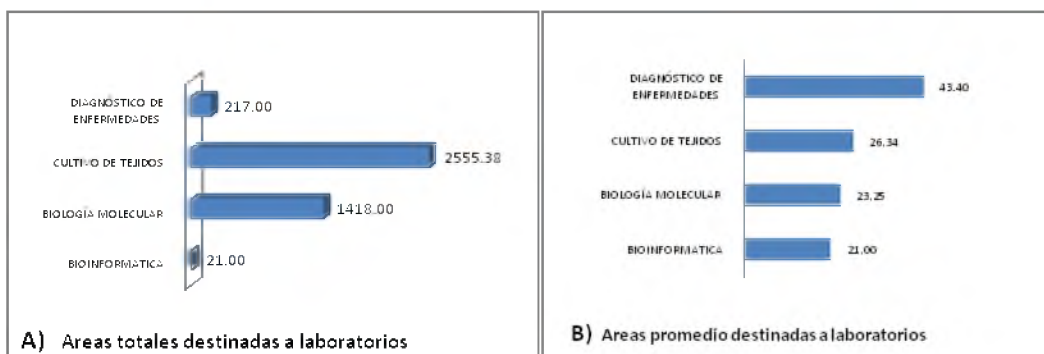 DIAGNÓSTICO DE
ENFERMEDADES
217.00
CULTIVO DE TEJIDOS
2555.38
BIOLOGÍA MOLECULAR
1418.00
BIOINFORMATICA
21.00
A) Areas totales destinadas a laboratorios
DIAGNÓSTICO DE
ENFERMEDADES
43.40
CULTIVO DE TEJIDOS
26.34
BIOLOGÍA MOLECULAR
23.25
BIOINFORMATICA
21.00
B) Areas promedio destinadas a laboratorios